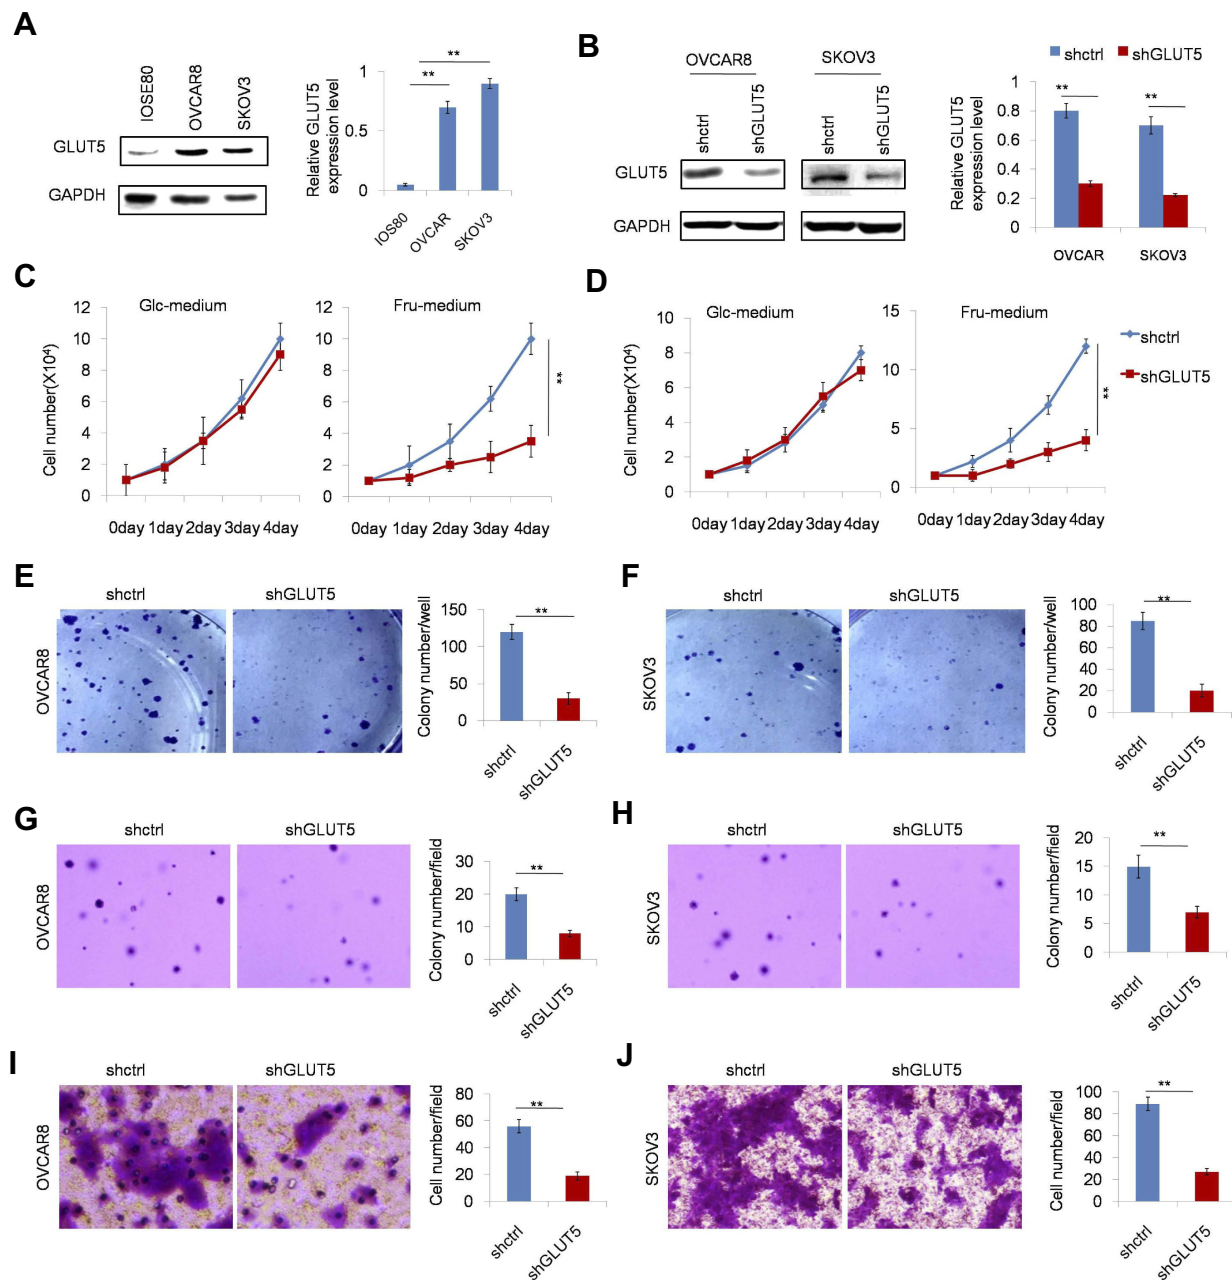 A
IOSE80
OVCAR8
SKOV3
GLUT5
GAPDH
Relative GLUT5
expression level
1
0.5
0
**
**
IOS80
OVCAR
SKOV3
B
OVCAR8
SKOV3
shctrl
shGLUT5
shctrl
shGLUT5
GLUT5
GAPDH
shctrl
shGLUT5
Relative GLUT5
expression level
1
0.8
0.6
0.4
0.2
0
**
**
OVCAR
SKOV3
C
Glc-medium
Cell number(X10⁴)
12
10
8
6
4
2
0
0day 1day 2day 3day 4day
Fru-medium
12
10
8
6
4
2
0
**
0day 1day 2day 3day 4day
D
Glc-medium
Cell number(X10⁴)
10
8
6
4
2
0
0day 1day 2day 3day 4day
Fru-medium
15
10
5
0
**
0day 1day 2day 3day 4day
shctrl
shGLUT5
E
shctrl
shGLUT5
OVCAR8
Colony number/well
150
100
50
0
**
shctrl
shGLUT5
F
shctrl
shGLUT5
SKOV3
Colony number/well
100
80
60
40
20
0
**
shctrl
shGLUT5
G
shctrl
shGLUT5
OVCAR8
Colony number/field
30
20
10
0
**
shctrl
shGLUT5
H
shctrl
shGLUT5
SKOV3
Colony number/field
20
15
10
5
0
**
shctrl
shGLUT5
I
shctrl
shGLUT5
OVCAR8
Cell number/field
80
60
40
20
0
**
shctrl
shGLUT5
J
shctrl
shGLUT5
SKOV3
Cell number/field
100
80
60
40
20
0
**
shctrl
shGLUT5